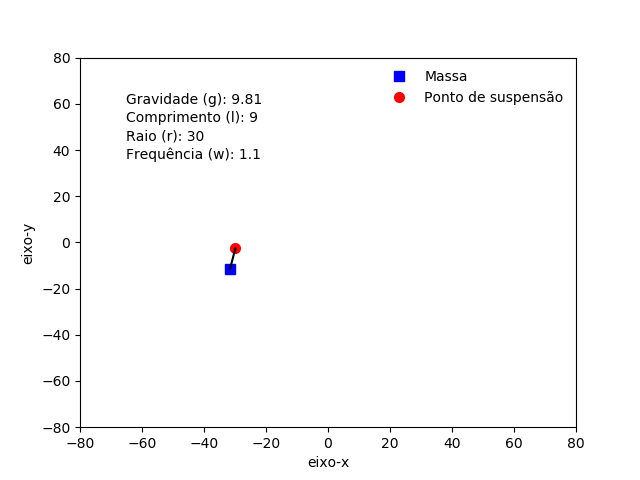 80
60
40
20
0
−20
−40
−60
−80
−80
−60
−40
−20
0
20
40
60
80
eixo-y
eixo-x
Gravidade (g): 9.81
Comprimento (l): 9
Raio (r): 30
Frequência (w): 1.1
Massa
Ponto de suspensão